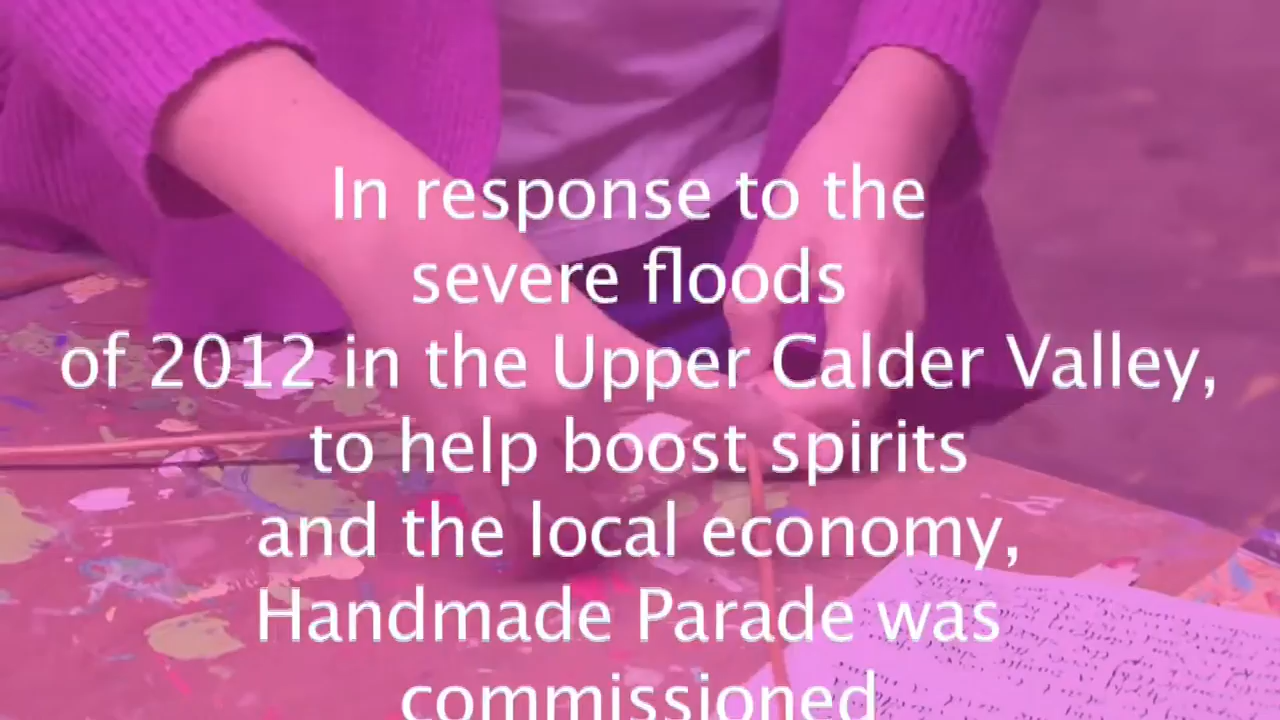 In response to the
severe floods
of 2012 in the Upper Calder Valley,
to help boost spirits
and the local economy,
Handmade Parade was
commissioned